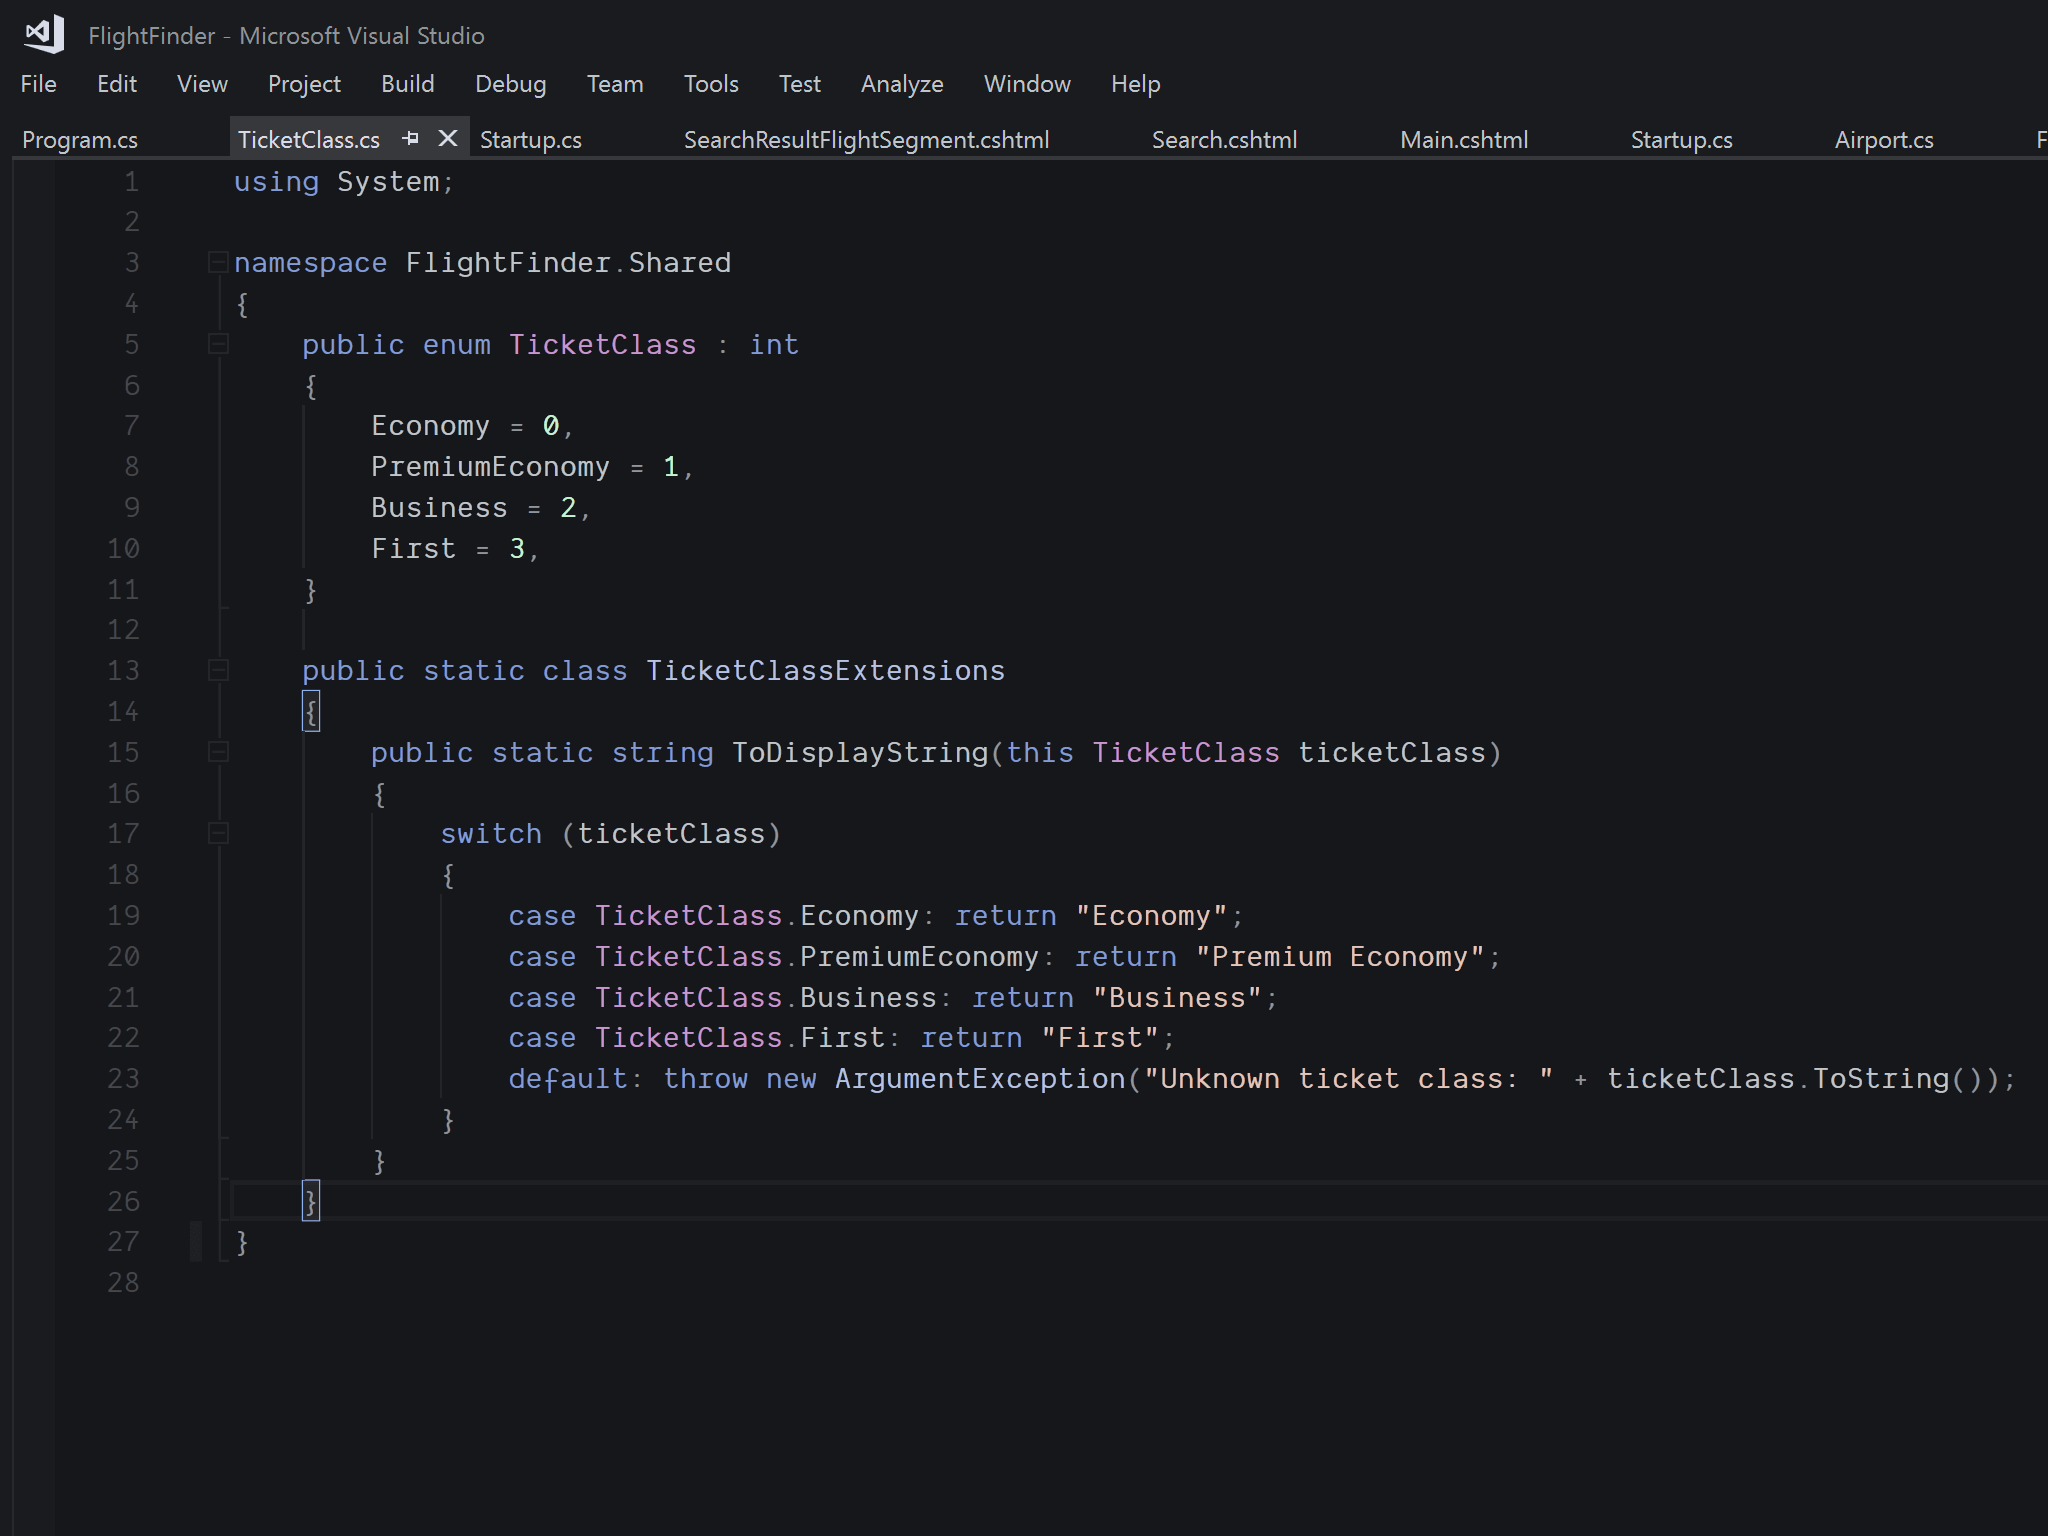 FlightFinder - Microsoft Visual Studio
File Edit View Project Build Debug Team Tools Test Analyze Window Help
Program.cs TicketClass.cs Startup.cs SearchResultFlightSegment.cshtml Search.cshtml Main.cshtml Startup.cs Airport.cs F
1 using System;
2
3 namespace FlightFinder.Shared
4 {
5     public enum TicketClass : int
6     {
7         Economy = 0,
8         PremiumEconomy = 1,
9         Business = 2,
10         First = 3,
11     }
12
13     public static class TicketClassExtensions
14     {
15         public static string ToDisplayString(this TicketClass ticketClass)
16         {
17             switch (ticketClass)
18             {
19                 case TicketClass.Economy: return "Economy";
20                 case TicketClass.PremiumEconomy: return "Premium Economy";
21                 case TicketClass.Business: return "Business";
22                 case TicketClass.First: return "First";
23                 default: throw new ArgumentException("Unknown ticket class: " + ticketClass.ToString());
24             }
25         }
26     }
27 }
28